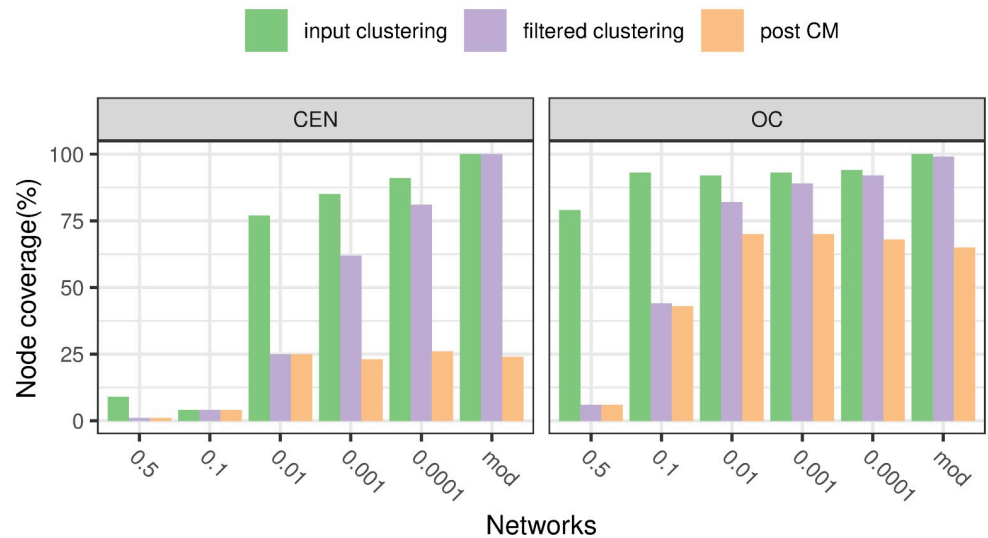 input clustering filtered clustering post CM
CEN OC
Node coverage(%)
100
75
50
25
0
0.5 0.1 0.01 0.001 0.0001 mod 0.5 0.1 0.01 0.001 0.0001 mod
Networks